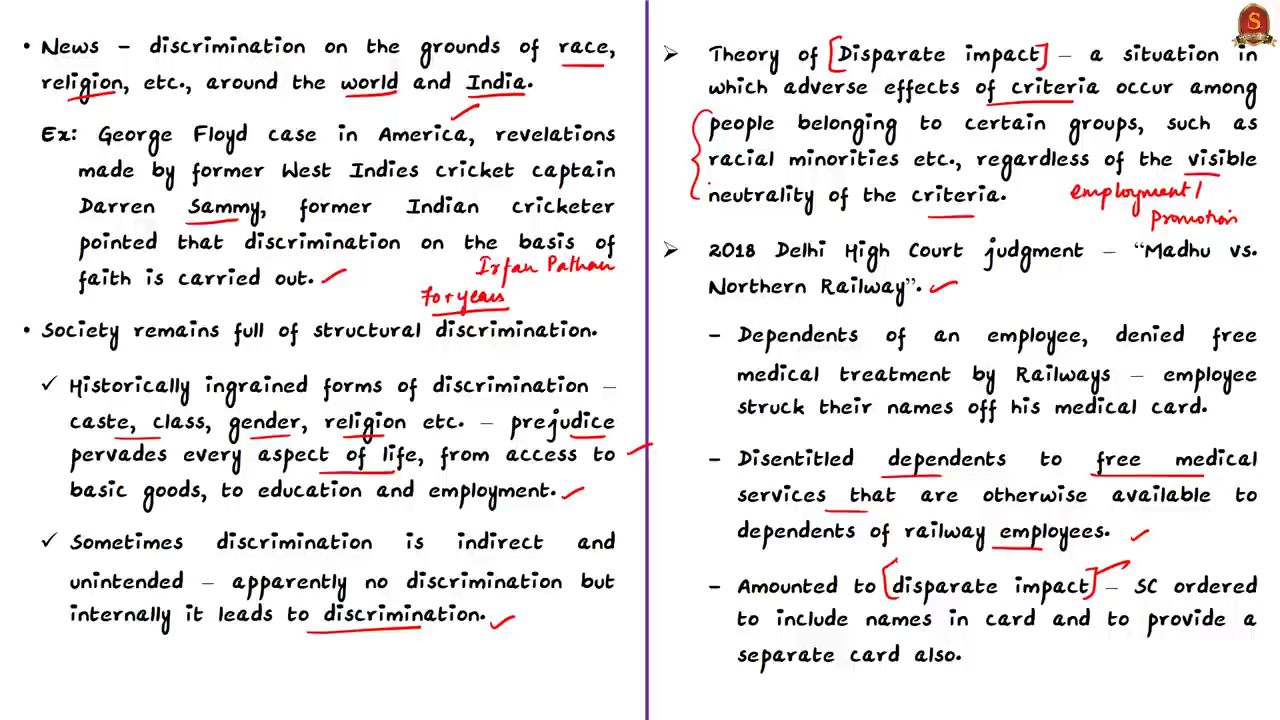 • News – discrimination on the grounds of race,
religion, etc., around the world and India.
Ex: George Floyd case in America, revelations
made by former West Indies cricket captain
Darren Sammy, former Indian cricketer
pointed that discrimination on the basis of
faith is carried out.
Irfan Pathan
70+years
• Society remains full of structural discrimination.
✓ Historically ingrained forms of discrimination –
caste, class, gender, religion etc. – prejudice
pervades every aspect of life, from access to
basic goods, to education and employment.
✓ Sometimes discrimination is indirect and
unintended – apparently no discrimination but
internally it leads to discrimination.
S
➢ Theory of [Disparate impact] – a situation in
which adverse effects of criteria occur among
people belonging to certain groups, such as
racial minorities etc., regardless of the visible
neutrality of the criteria.
employment/
promotion
➢ 2018 Delhi High Court judgment – “Madhu vs.
Northern Railway”.
– Dependents of an employee, denied free
medical treatment by Railways – employee
struck their names off his medical card.
– Disentitled dependents to free medical
services that are otherwise available to
dependents of railway employees.
– Amounted to [disparate impact] – SC ordered
to include names in card and to provide a
separate card also.